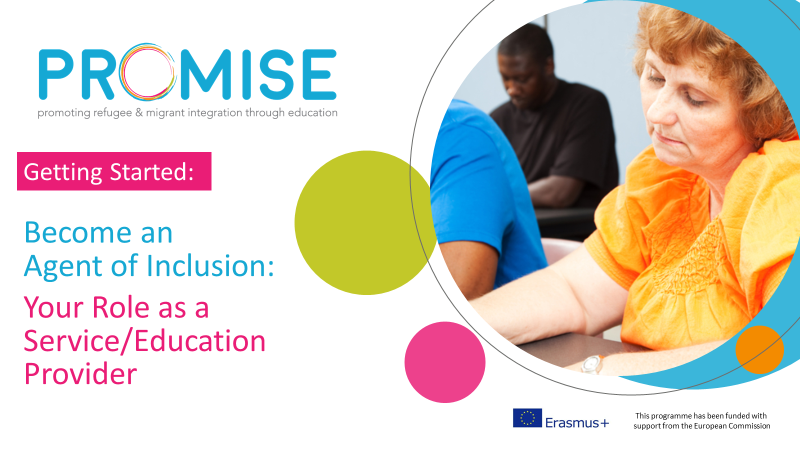 PROMISE
promoting refugee & migrant integration through education
Getting Started:
Become an
Agent of Inclusion:
Your Role as a
Service/Education
Provider
Erasmus+
This programme has been funded with
support from the European Commission